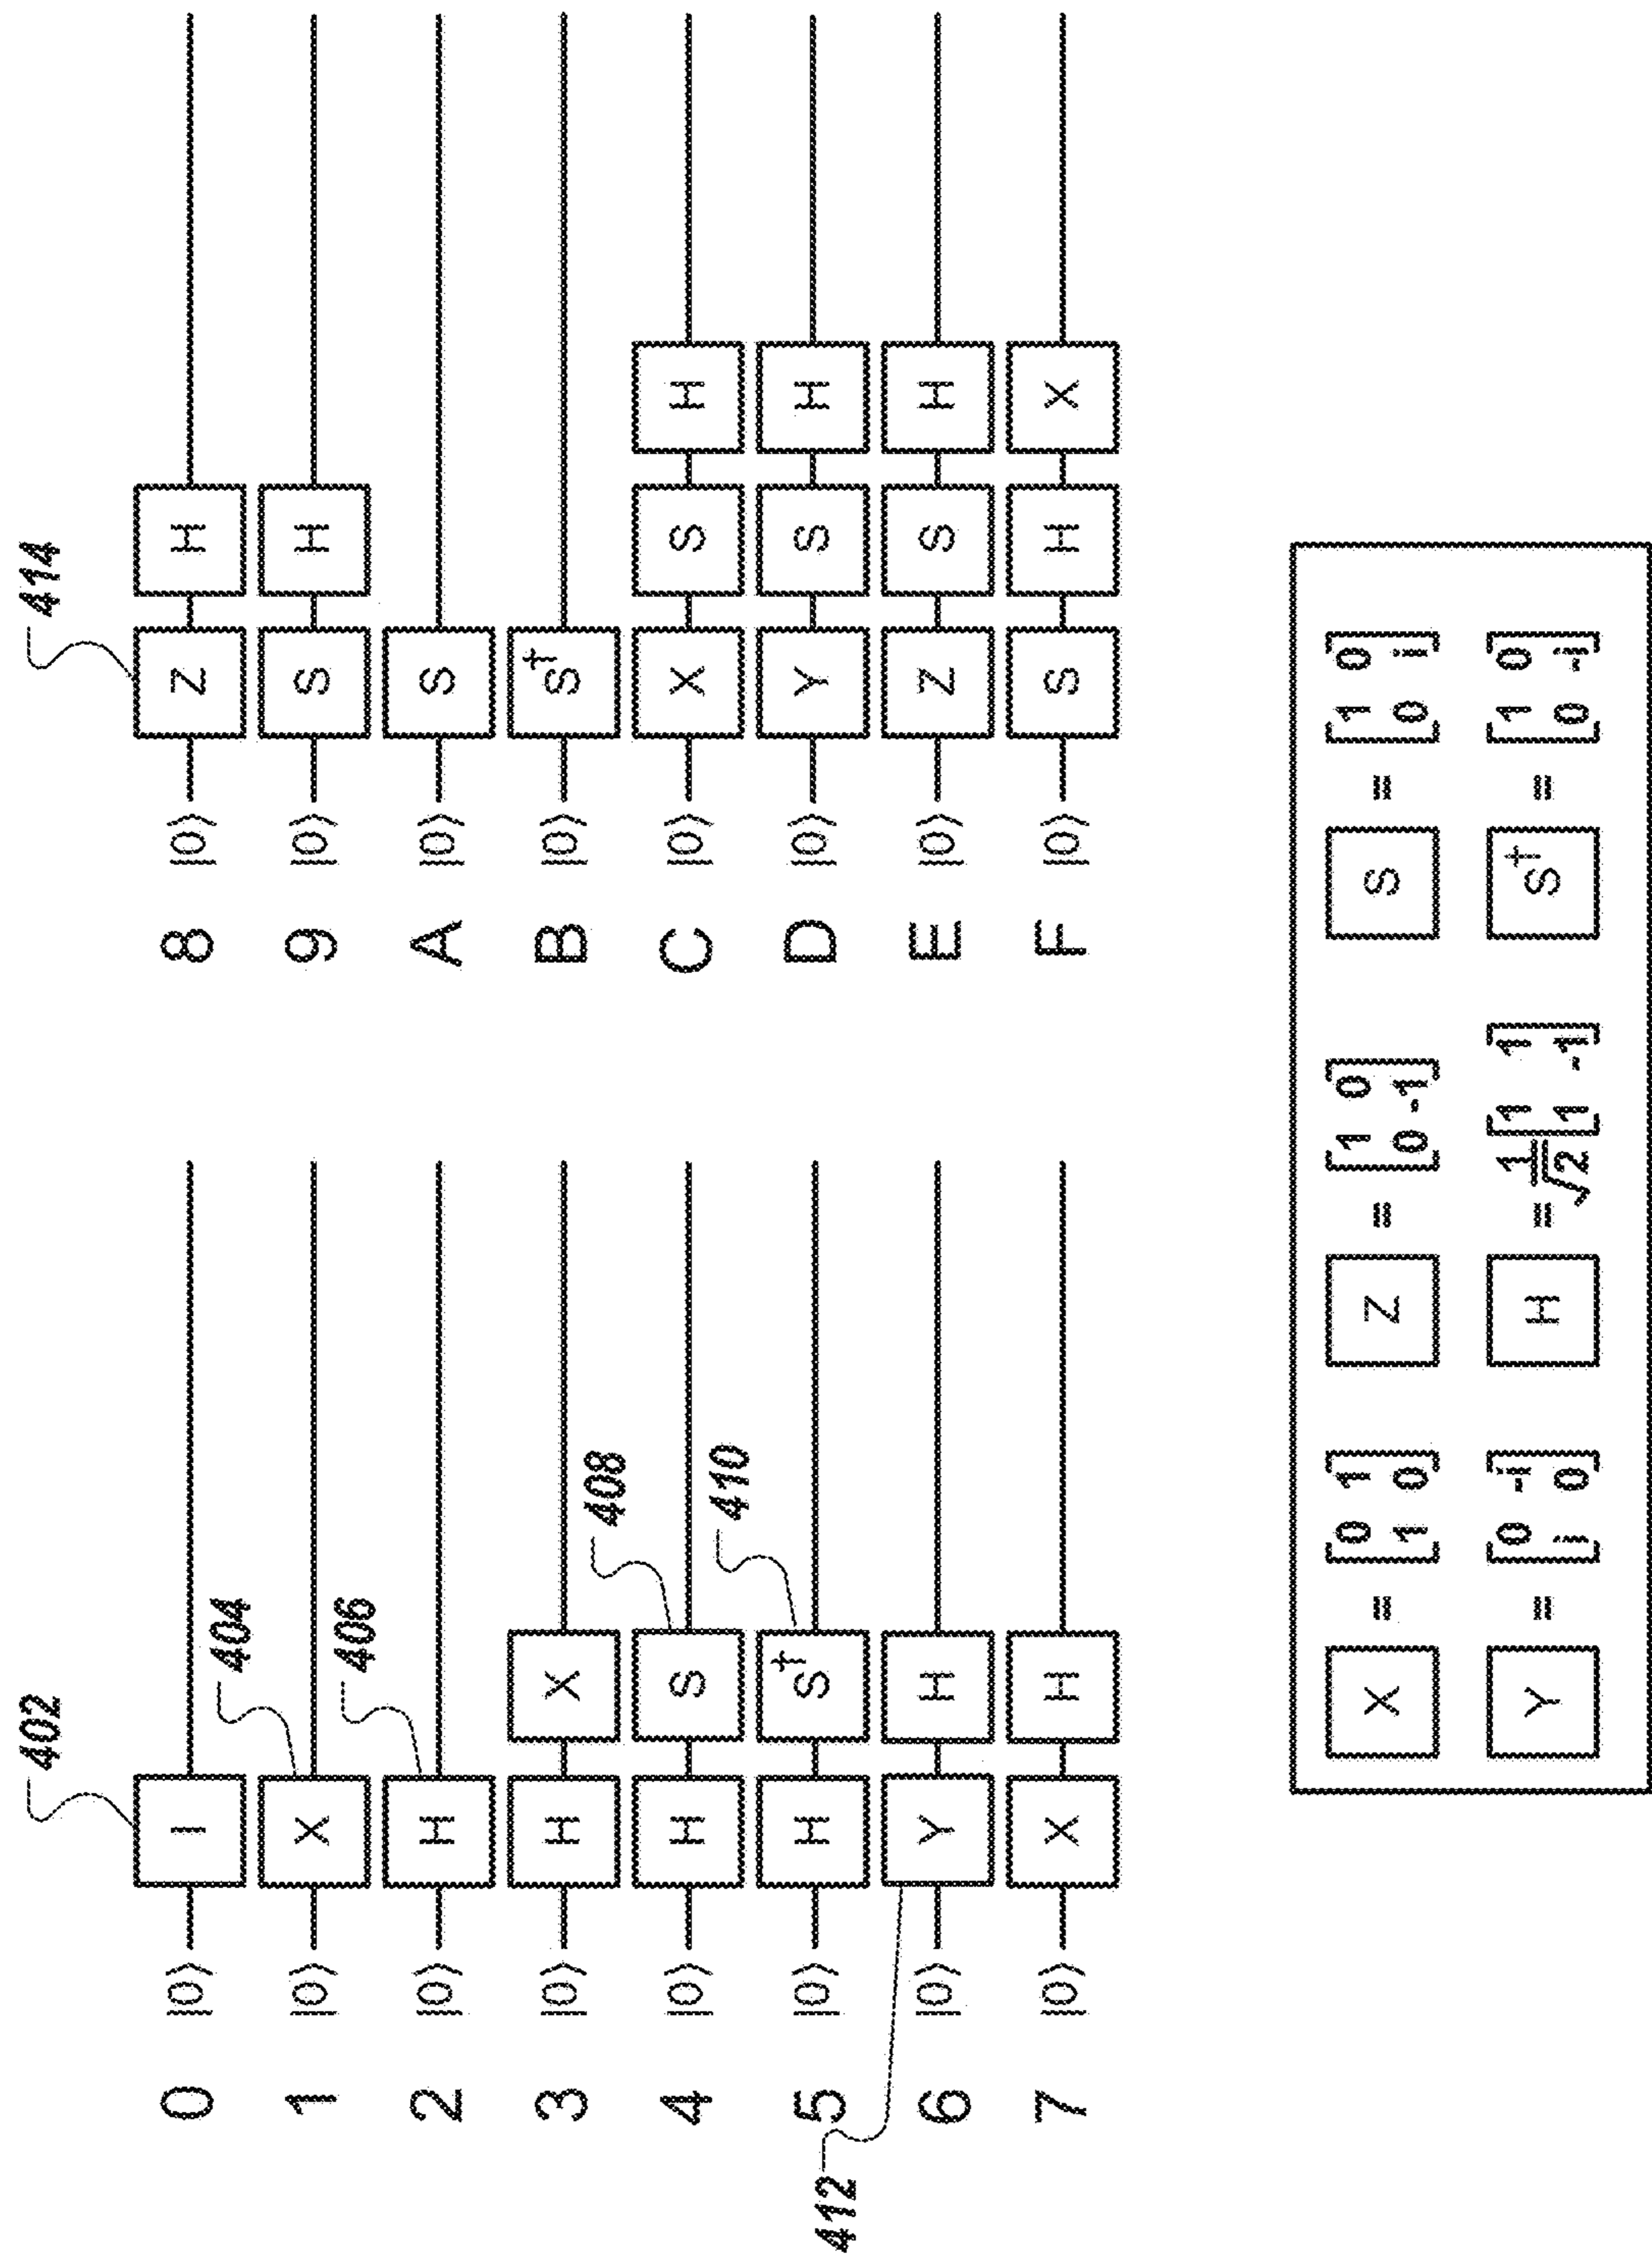 402
0 |0⟩ I
404
1 |0⟩ X
406
2 |0⟩ H
3 |0⟩ H X
408
4 |0⟩ H S
410
5 |0⟩ H S†
412
6 |0⟩ Y H
7 |0⟩ X H
414
8 |0⟩ Z H
9 |0⟩ S H
A |0⟩ S
B |0⟩ S†
C |0⟩ X S H
D |0⟩ Y S H
E |0⟩ Z S H
F |0⟩ S H X
X = [0 1
1 0]
Z = [1 0
0 -1]
S = [1 0
0 i]
Y = [0 -i
i 0]
H = 1/√2 [1 1
1 -1]
S† = [1 0
0 -i]